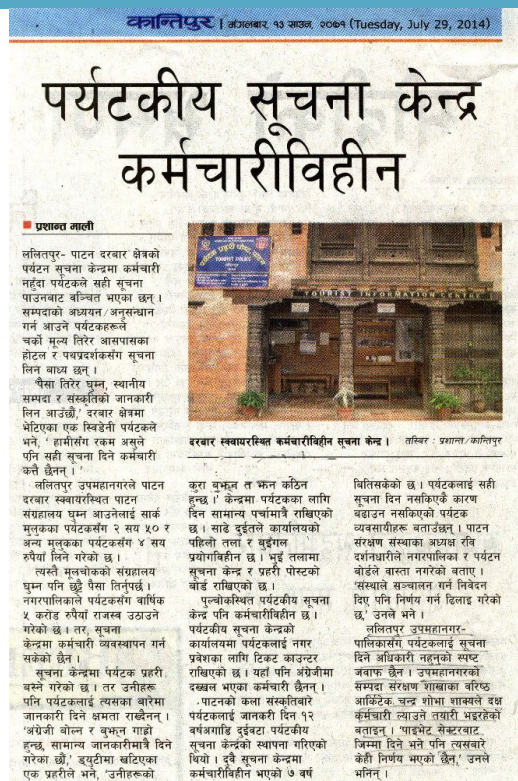 कान्तिपुर | मंगलबार, १३ साउन, २०७१ (Tuesday, July 29, 2014)
पर्यटकीय सूचना केन्द्र
कर्मचारीविहीन
प्रशान्त माली
ललितपुर- पाटन दरबार क्षेत्रको
पर्यटन सूचना केन्द्रमा कर्मचारी
नहुँदा पर्यटकले सही सूचना
पाउनबाट बञ्चित भएका छन् ।
सम्पदाको अध्ययन/अनुसन्धान
गर्न आउने पर्यटकहरूले
चर्को मूल्य तिरेर आसपासका
होटल र पथप्रदर्शकसँग सूचना
लिन बाध्य छन् ।
'पैसा तिरेर घुम्न, स्थानीय
सम्पदा र संस्कृतिको जानकारी
लिन आउँछौं,' दरबार क्षेत्रमा
भेटिएका एक स्विडेनी पर्यटकले
भने, ' हामीसँग रकम असुले
पनि सही सूचना दिने कर्मचारी
कतै छैनन् ।'
ललितपुर उपमहानगरले पाटन
दरबार स्क्वायरस्थित पाटन
संग्रहालय घुम्न आउनेलाई सार्क
मुलुकका पर्यटकसँग २ सय ५० र
अन्य मुलुकका पर्यटकसँग ४ सय
रुपैयाँ लिने गरेको छ ।
त्यस्तै मूलचोकको संग्रहालय
घुम्न पनि छुट्टै पैसा तिर्नुपर्छ ।
नगरपालिकाले पर्यटकसँग वार्षिक
५ करोड रुपैयाँ राजस्व उठाउने
गरेको छ । तर, सूचना
केन्द्रमा कर्मचारी व्यवस्थापन गर्न
सकेको छैन ।
सूचना केन्द्रमा पर्यटक प्रहरी
बस्ने गरेको छ । तर उनीहरू
पनि पर्यटकलाई त्यसका बारेमा
जानकारी दिने क्षमता राख्दैनन् ।
'अंग्रेजी बोल्न र बुझ्न गाह्रो
हुन्छ, सामान्य जानकारीमात्रै दिने
गरेका छौं,' ड्युटीमा खटिएका
एक प्रहरीले भने, 'उनीहरूको
पर्यटक प्रहरी
TOURIST POLICE
TOURIST INFORMATION CENTRE
दरबार स्क्वायरस्थित कर्मचारीविहीन सूचना केन्द्र । तस्बिर : प्रशान्त/कान्तिपुर
कुरा बुझ्न त झन कठिन
हुन्छ ।' केन्द्रमा पर्यटकका लागि
दिन सामान्य पर्चामात्रै राखिएको
छ । साढे दुईतले कार्यालयको
पहिलो तला र बुइँगल
प्रयोगविहीन छ । भुइँ तलामा
सूचना केन्द्र र प्रहरी पोस्टको
बोर्ड राखिएको छ ।
पुल्चोकस्थित पर्यटकीय सूचना
केन्द्र पनि कर्मचारीविहीन छ ।
पर्यटकीय सूचना केन्द्रको
कार्यालयमा पर्यटकलाई नगर
प्रवेशका लागि टिकट काउन्टर
राखिएको छ । यहाँ पनि अंग्रेजीमा
दख्खल भएका कर्मचारी छैनन् ।
पाटनको कला संस्कृतिबारे
पर्यटकलाई जानकारी दिन १२
वर्षअगाडि दुईवटा पर्यटकीय
सूचना केन्द्रको स्थापना गरिएको
थियो । दुवै सूचना केन्द्रमा
कर्मचारीविहीन भएको ७ वर्ष
बितिसकेको छ । पर्यटकलाई सही
सूचना दिन नसकिएकै कारण
बढाउन नसकिएको पर्यटक
व्यवसायीहरू बताउँछन् । पाटन
संरक्षण संस्थाका अध्यक्ष रवि
दर्शनधारीले नगरपालिका र पर्यटन
बोर्डले वास्ता नगरेको बताए ।
'संस्थाले सञ्चालन गर्न निवेदन
दिए पनि निर्णय गर्न ढिलाइ गरेको
छ,' उनले भने ।
ललितपुर उपमहानगर-
पालिकासँग पर्यटकलाई सूचना
दिने अधिकारी नहुनुको स्पष्ट
जवाफ छैन । उपमहानगरको
सम्पदा संरक्षण शाखाका वरिष्ठ
आर्किटेक चन्द्र शोभा शाक्यले दक्ष
कर्मचारी ल्याउने तयारी भइरहेको
बताइन् । 'प्राइभेट सेक्टरबाट
जिम्मा दिने भने पनि त्यसबारे
केही निर्णय भएको छैन,' उनले
भनिन् ।